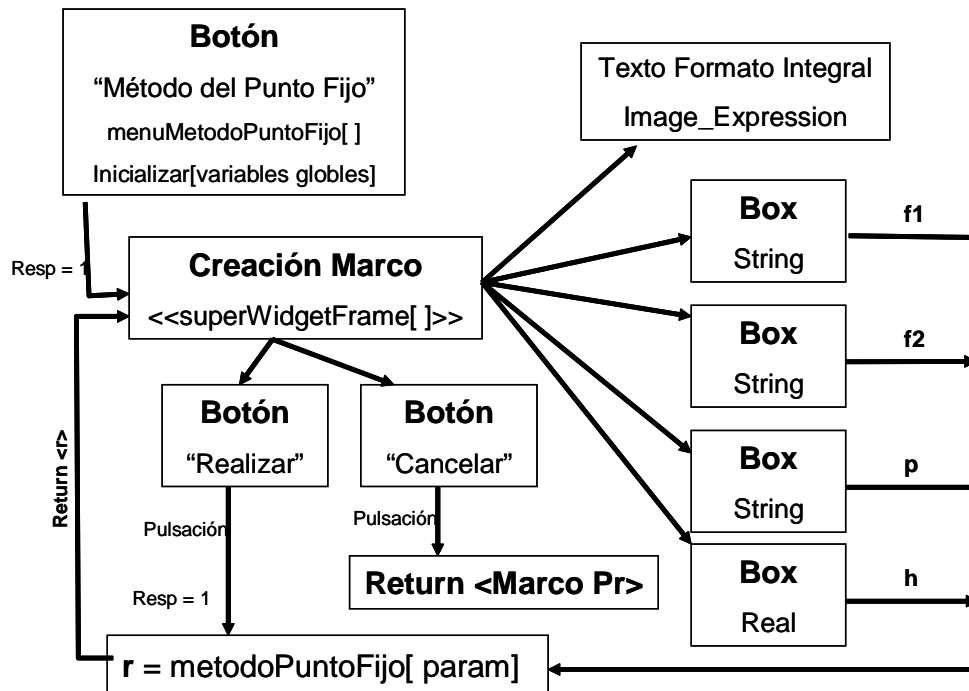 Botón
“Método del Punto Fijo”
menuMetodoPuntoFijo[ ]
Inicializar[variables globles]
Texto Formato Integral
Image_Expression
Resp = 1
Creación Marco
<<superWidgetFrame[ ]>>
Box
String
f1
Box
String
f2
Box
String
p
Box
Real
h
Botón
“Realizar”
Botón
“Cancelar”
Return <r>
Pulsación
Pulsación
Return <Marco Pr>
Resp = 1
r = metodoPuntoFijo[ param]